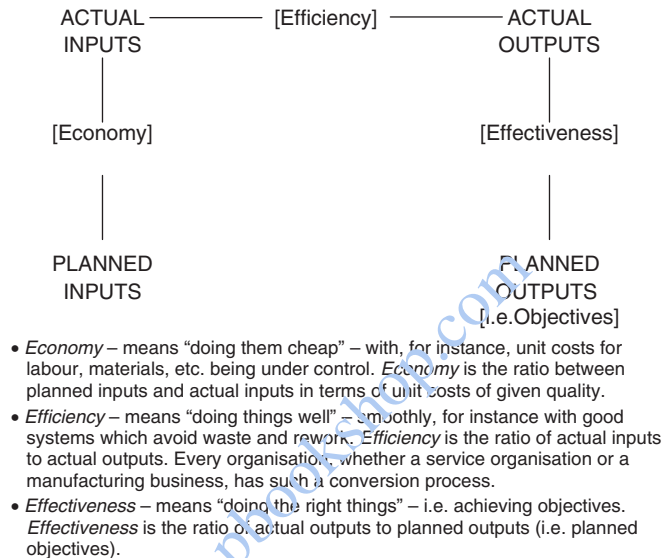 ACTUAL [Efficiency] ACTUAL
INPUTS OUTPUTS
[Economy] [Effectiveness]
PLANNED PLANNED
INPUTS OUTPUTS
[I.e.Objectives]
• Economy – means “doing them cheap” – with, for instance, unit costs for
labour, materials, etc. being under control. Economy is the ratio between
planned inputs and actual inputs in terms of unit costs of given quality.
• Efficiency – means “doing things well” – smoothly, for instance with good
systems which avoid waste and rework. Efficiency is the ratio of actual inputs
to actual outputs. Every organisation, whether a service organisation or a
manufacturing business, has such a conversion process.
• Effectiveness – means “doing the right things” – i.e. achieving objectives.
Effectiveness is the ratio of actual outputs to planned outputs (i.e. planned
objectives).
pbookshop.com